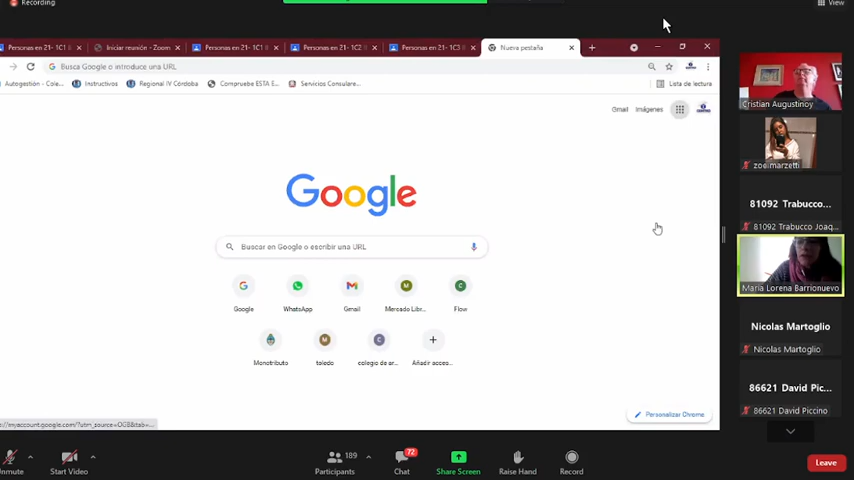 Recording
View
Personas en 21- 1C1
Iniciar reunión - Zoom
Personas en 21- 1C1
Personas en 21- 1C2
Personas en 21- 1C3
Nueva pestaña
Busca Google o introduce una URL
Autogestión - Cole...
Instructivos
Regional IV Córdoba
Compruebe ESTA E...
Servicios Consulare...
Lista de lectura
Gmail
Imágenes
Google
Buscar en Google o escribir una URL
Google
WhatsApp
Gmail
Mercado Libr...
Flow
Monotributo
toledo
colegio de ar...
Añadir acceso...
Personalizar Chrome
Cristian Augustinoy
zoelmarzetti
81092 Trabucco...
81092 Trabucco Joaq...
María Lorena Barrionuevo
Nicolas Martoglio
Nicolas Martoglio
86621 David Pic...
86621 David Piccino
Unmute
Start Video
189
Participants
72
Chat
Share Screen
Raise Hand
Record
Leave